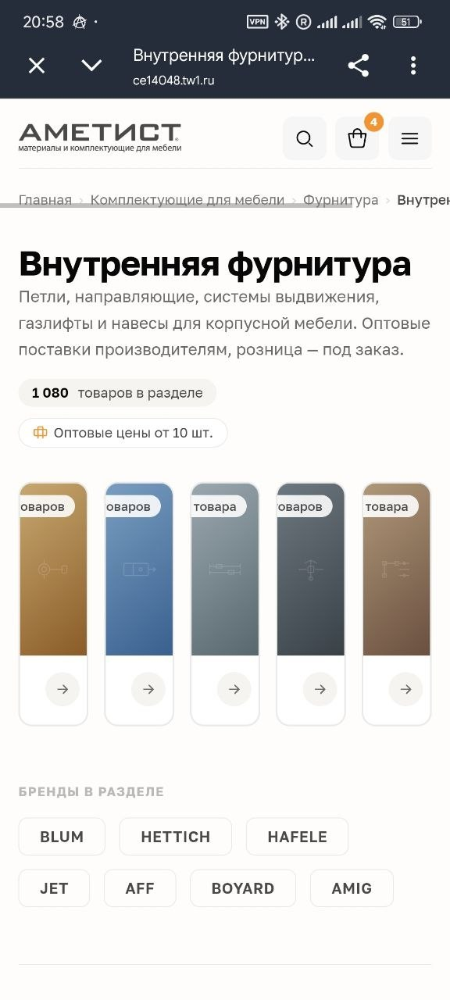 20:58 VPN R 51
Внутренняя фурнитур...
ce14048.tw1.ru
АМЕТИСТ
материалы и комплектующие для мебели
4
Главная › Комплектующие для мебели › Фурнитура › Внутрен
Внутренняя фурнитура
Петли, направляющие, системы выдвижения,
газлифты и навесы для корпусной мебели. Оптовые
поставки производителям, розница — под заказ.
1 080 товаров в разделе
Оптовые цены от 10 шт.
оваров оваров товара оваров товара
БРЕНДЫ В РАЗДЕЛЕ
BLUM HETTICH HAFELE
JET AFF BOYARD AMIG